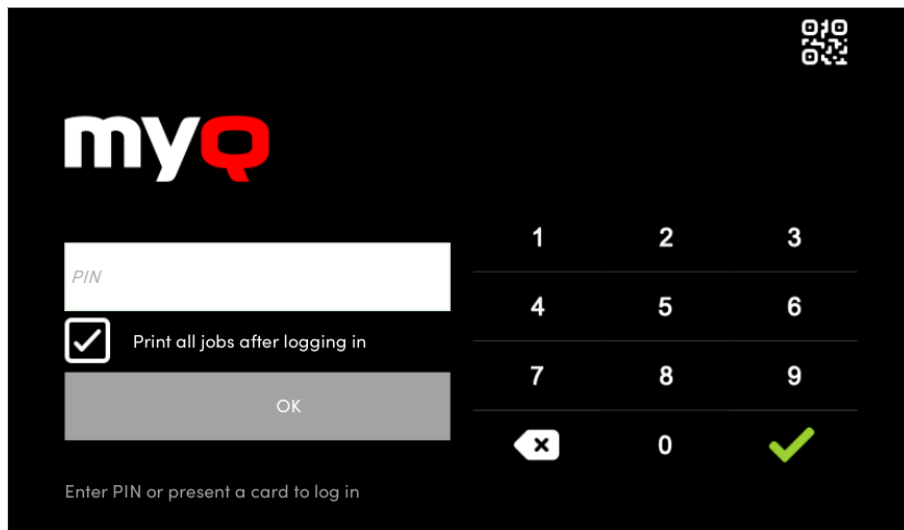 myQ
PIN
Print all jobs after logging in
OK
Enter PIN or present a card to log in
1 2 3
4 5 6
7 8 9
0